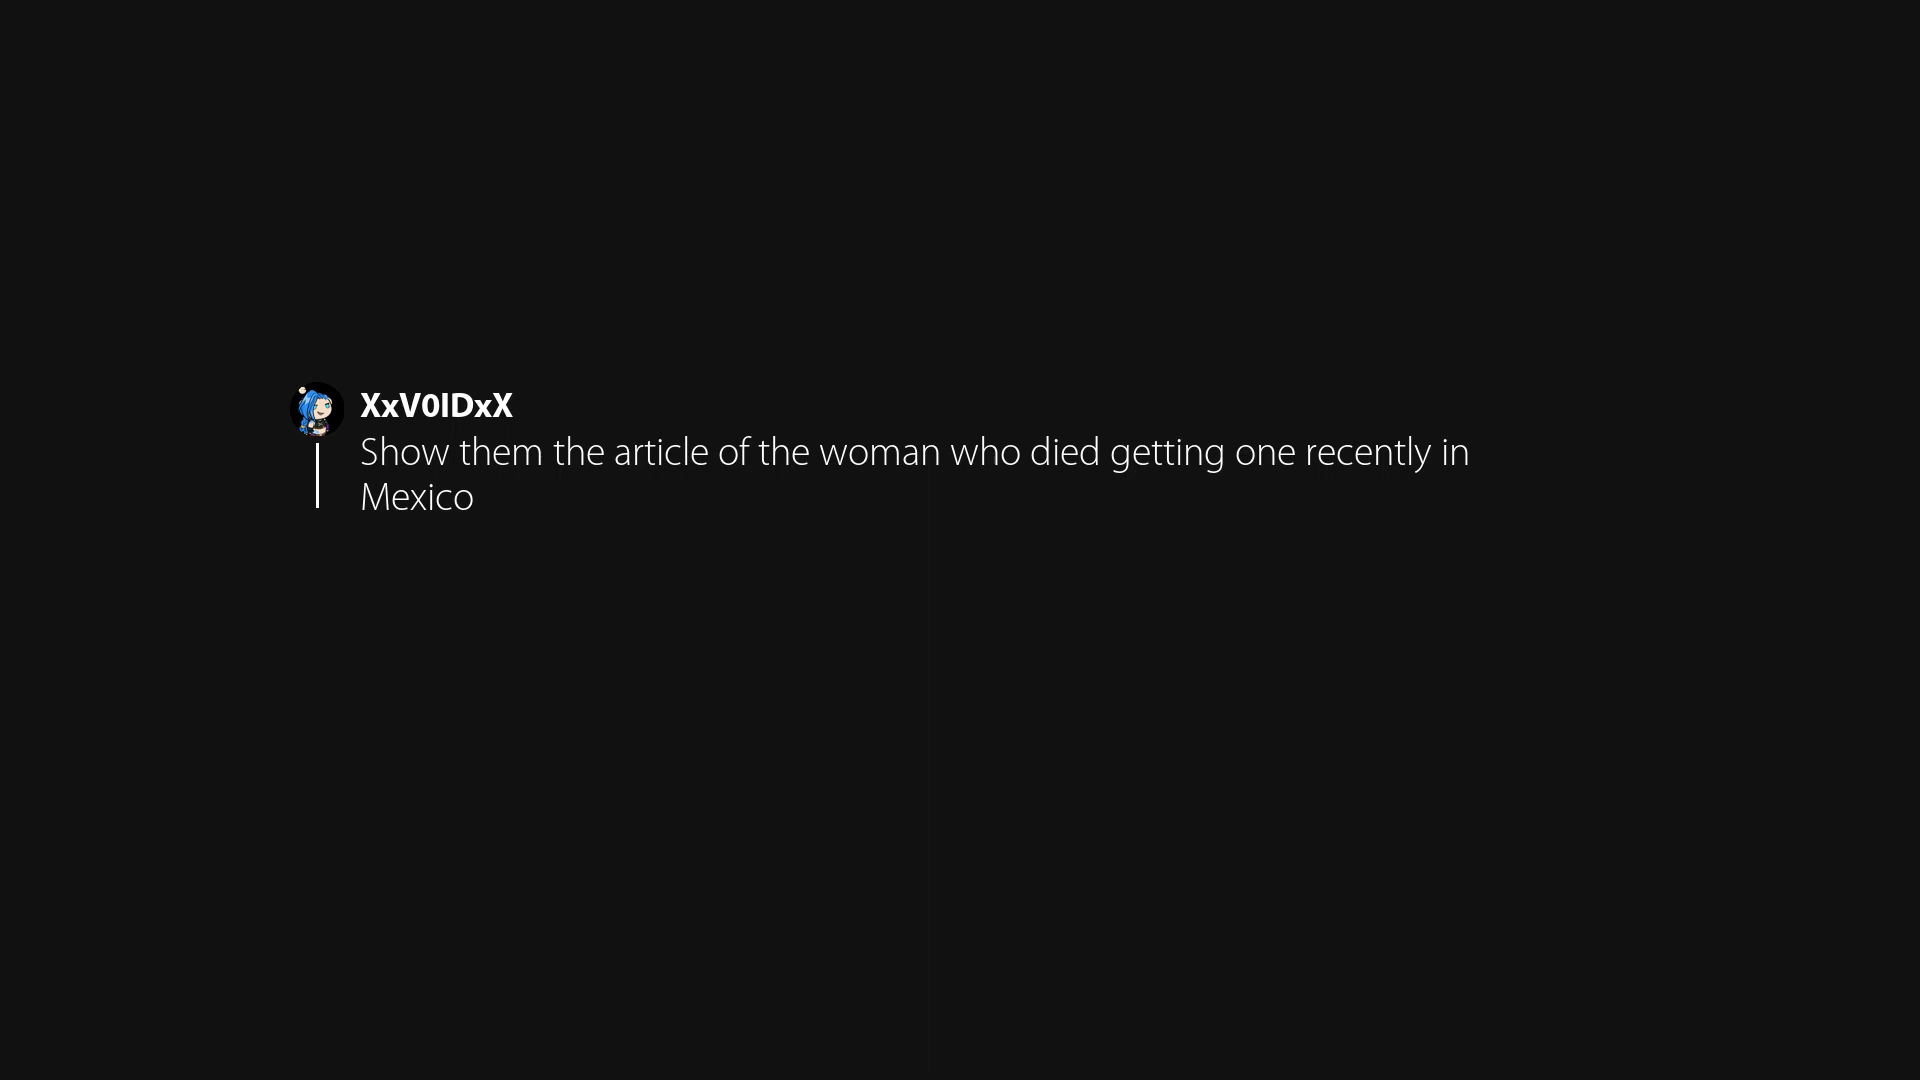 XxV0IDxX
Show them the article of the woman who died getting one recently in
Mexico